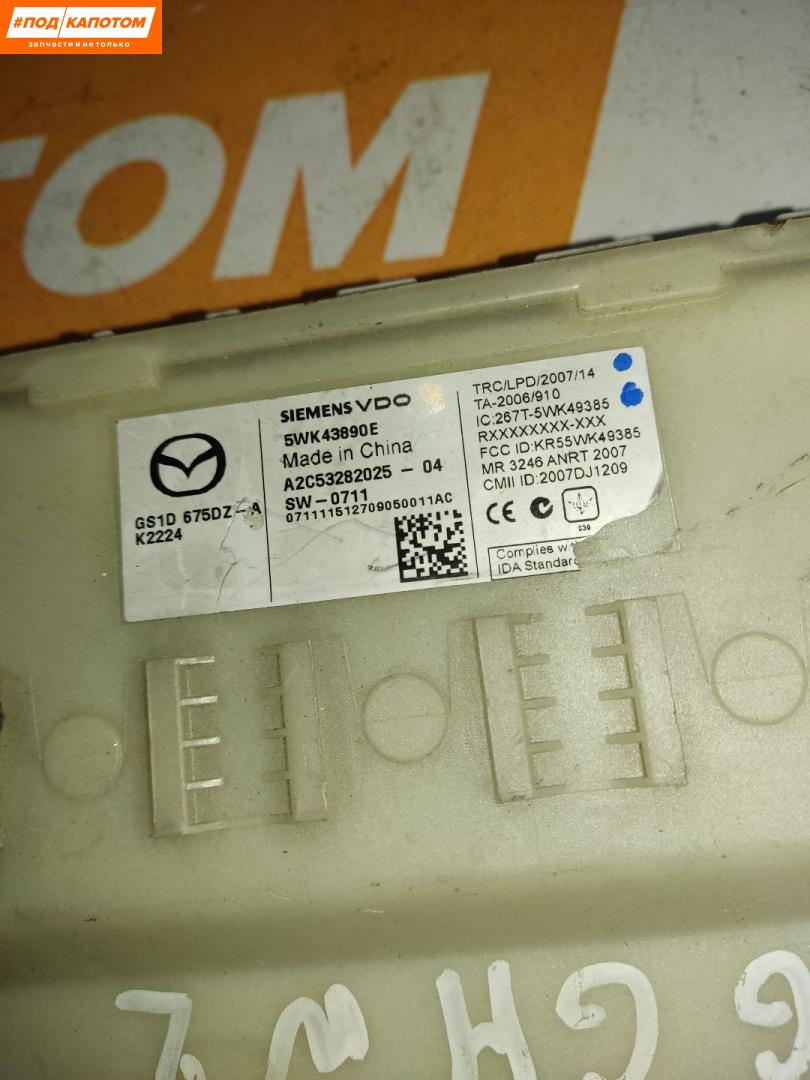 #ПОД КАПОТОМ
запчасти и не только
ТОМ
GS1D 675DZ-A
K2224
SIEMENS VDO
5WK43890E
Made in China
A2C53282025 - 04
SW-0711
071111512709050011AC
TRC/LPD/2007/14
TA-2006/910
IC:267T-5WK49385
RXXXXXXXX-XXX
FCC ID:KR55WK49385
MR 3246 ANRT 2007
CMII ID:2007DJ1209
CE
030
Complies
IDA
GH